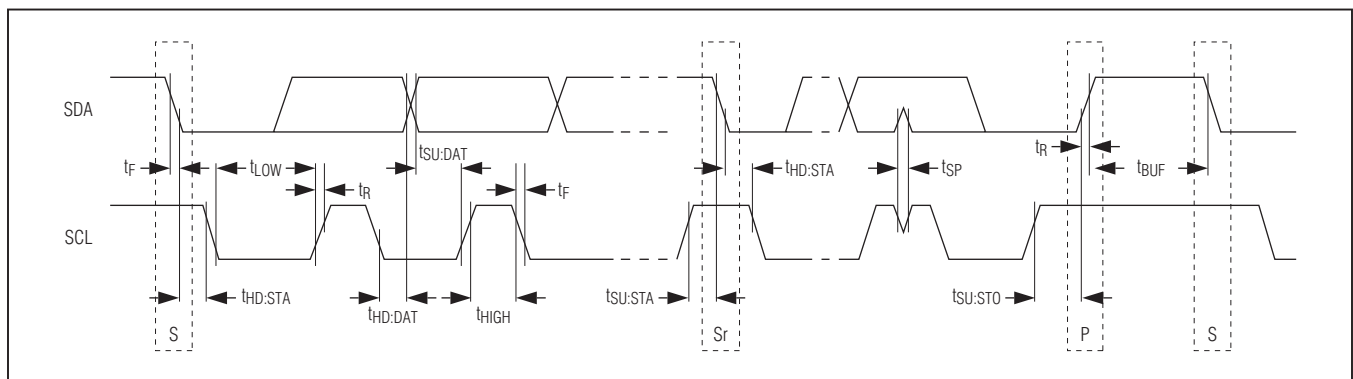 SDA
tF
tLOW
tR
tSU:DAT
tF
tHD:STA
tSP
tR
tBUF
SCL
tHD:STA
tHD:DAT
tHIGH
tSU:STA
tSU:STO
S
Sr
P
S